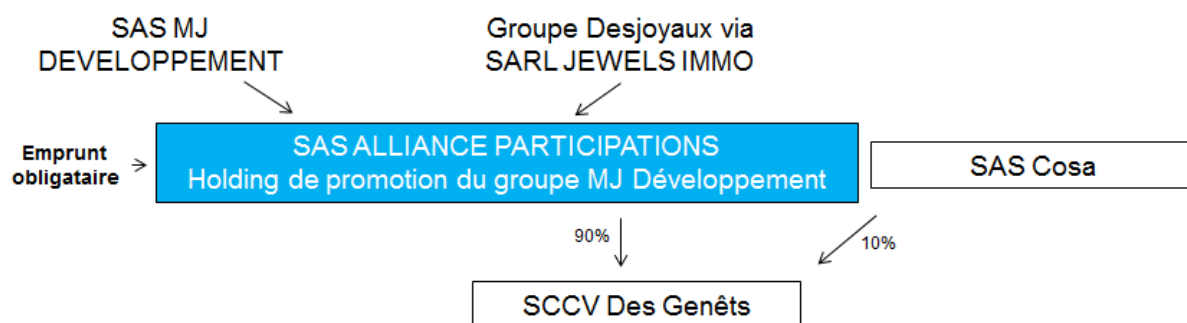 SAS MJ
DEVELOPPEMENT
Groupe Desjoyaux via
SARL JEWELS IMMO
Emprunt
obligataire
SAS ALLIANCE PARTICIPATIONS
Holding de promotion du groupe MJ Développement
SAS Cosa
90%
10%
SCCV Des Genêts